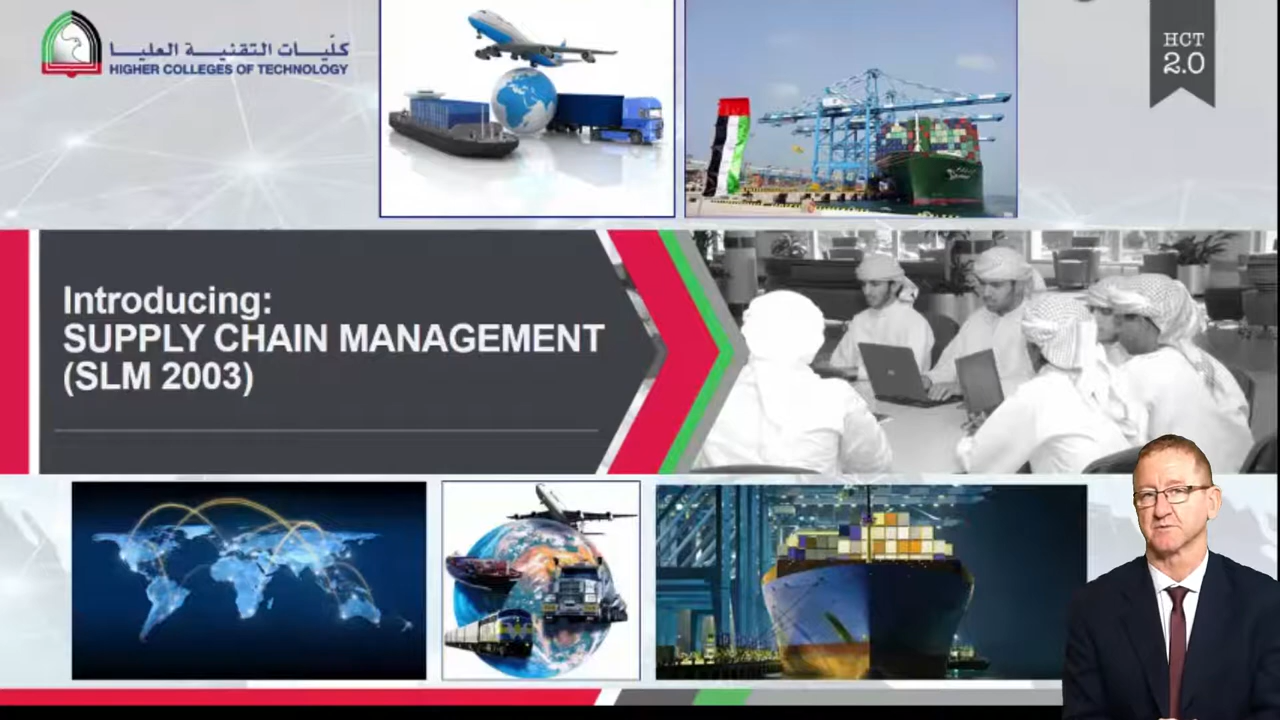 كليات التقنية العليا
HIGHER COLLEGES OF TECHNOLOGY
HCT
2.0
Introducing:
SUPPLY CHAIN MANAGEMENT
(SLM 2003)